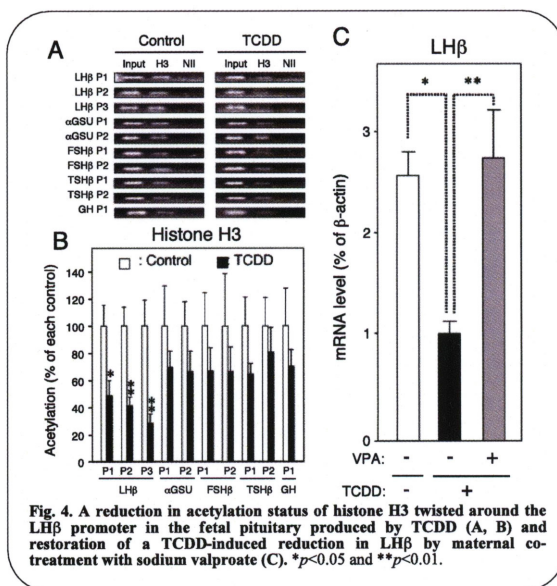 A
Control
TCDD
Input H3 NII
Input H3 NII
LHβ P1
LHβ P2
LHβ P3
αGSU P1
αGSU P2
FSHβ P1
FSHβ P2
TSHβ P1
TSHβ P2
GH P1
B
Histone H3
: Control
: TCDD
Acetylation (% of each control)
140
120
100
80
60
40
20
0
*
**
**
P1 P2 P3 P1 P2 P1 P2 P1 P2 P1
LHβ αGSU FSHβ TSHβ GH
C
LHβ
* **
mRNA level (% of β-actin)
3
2
1
0
VPA: - - +
TCDD: - +
Fig. 4. A reduction in acetylation status of histone H3 twisted around the
LHβ promoter in the fetal pituitary produced by TCDD (A, B) and
restoration of a TCDD-induced reduction in LHβ by maternal co-
treatment with sodium valproate (C). *p<0.05 and **p<0.01.